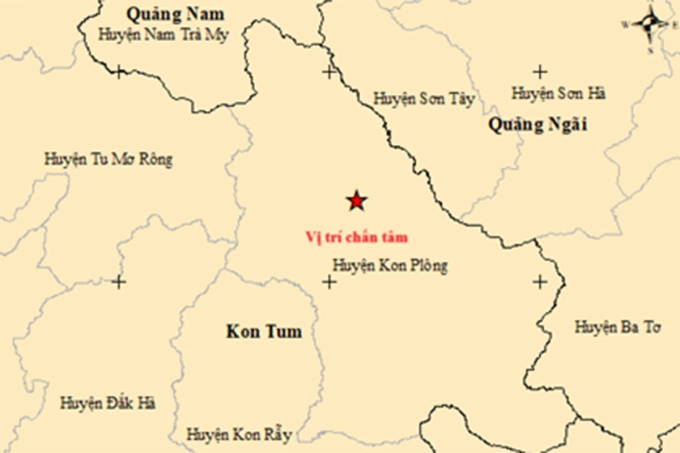 Quảng Nam
Huyện Nam Trà My
W
E
S
Huyện Sơn Tây
Huyện Sơn Hà
Quảng Ngãi
Huyện Tu Mơ Rông
Vị trí chấn tâm
Huyện Kon Plông
Kon Tum
Huyện Ba Tơ
Huyện Đắk Hà
Huyện Kon Rẫy